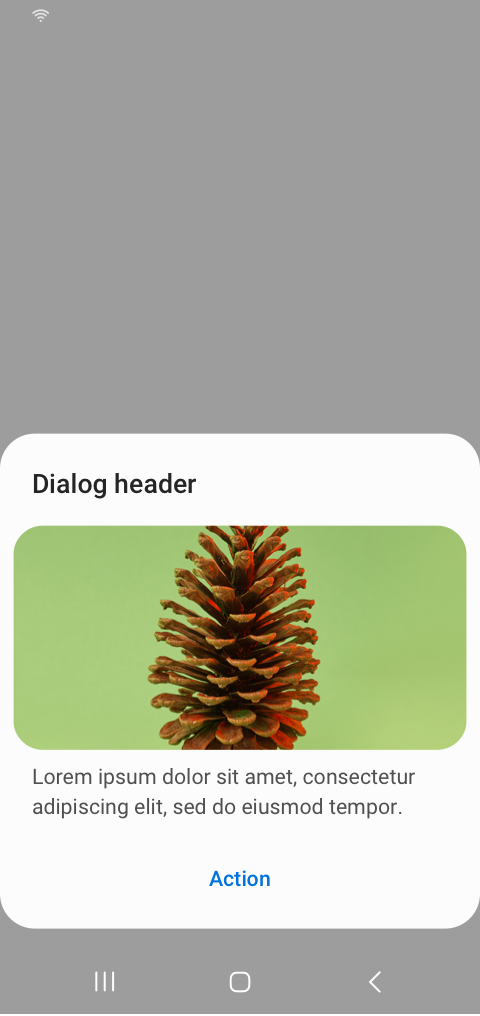 Dialog header
Lorem ipsum dolor sit amet, consectetur
adipiscing elit, sed do eiusmod tempor.
Action